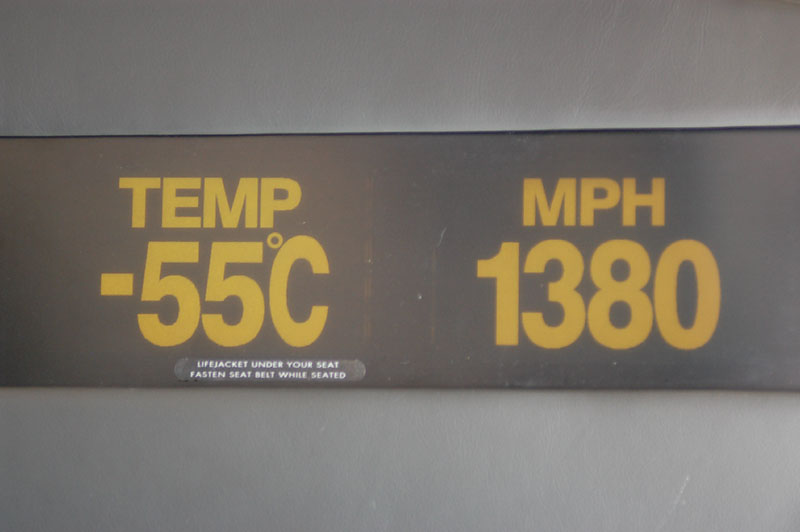 TEMP
-55°C
LIFEJACKET UNDER YOUR SEAT
FASTEN SEAT BELT WHILE SEATED
MPH
1380